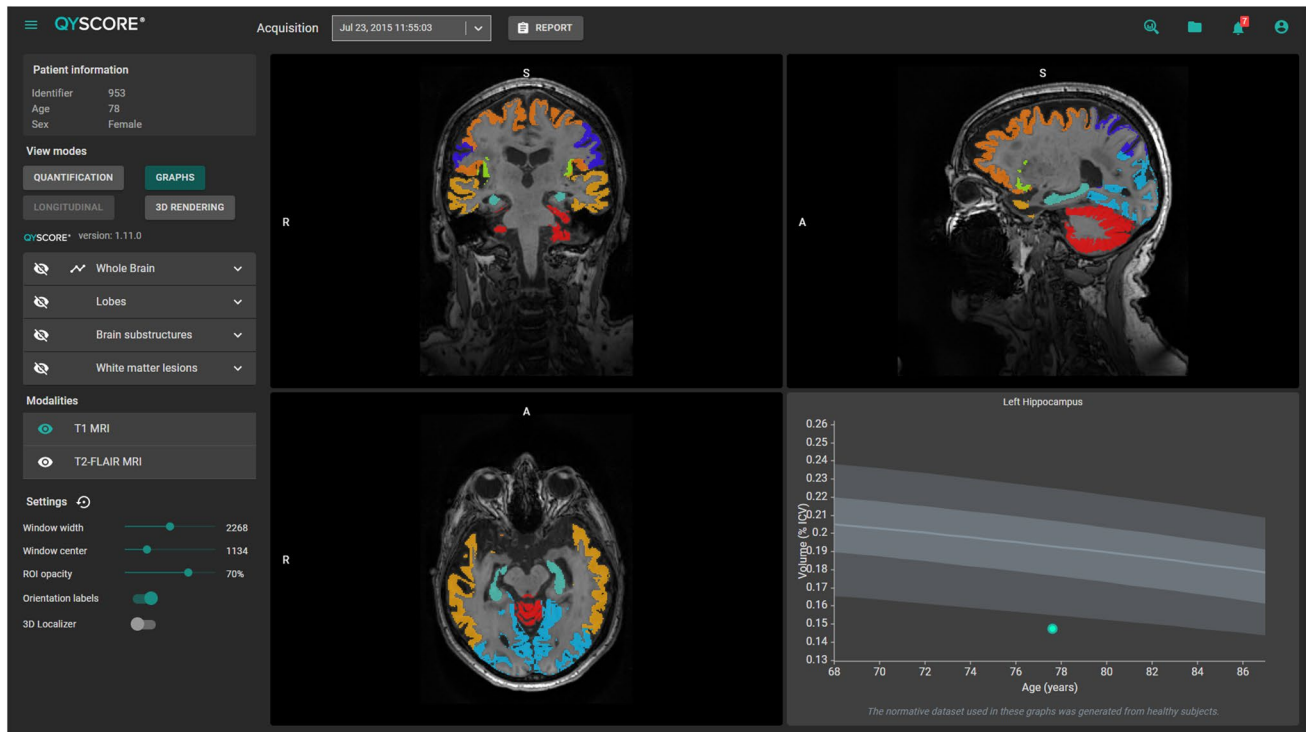 QYSCORE®
Acquisition
Jul 23, 2015 11:55:03
REPORT
7
Patient information
Identifier 953
Age 78
Sex Female
View modes
QUANTIFICATION GRAPHS
LONGITUDINAL 3D RENDERING
QYSCORE® version: 1.11.0
Whole Brain
Lobes
Brain substructures
White matter lesions
Modalities
T1 MRI
T2-FLAIR MRI
Settings
Window width 2268
Window center 1134
ROI opacity 70%
Orientation labels
3D Localizer
S
R
S
A
A
R
Left Hippocampus
Volume (% ICV)
0.26
0.25
0.24
0.23
0.22
0.21
0.2
0.19
0.18
0.17
0.16
0.15
0.14
0.13
68 70 72 74 76 78 80 82 84 86
Age (years)
The normative dataset used in these graphs was generated from healthy subjects.